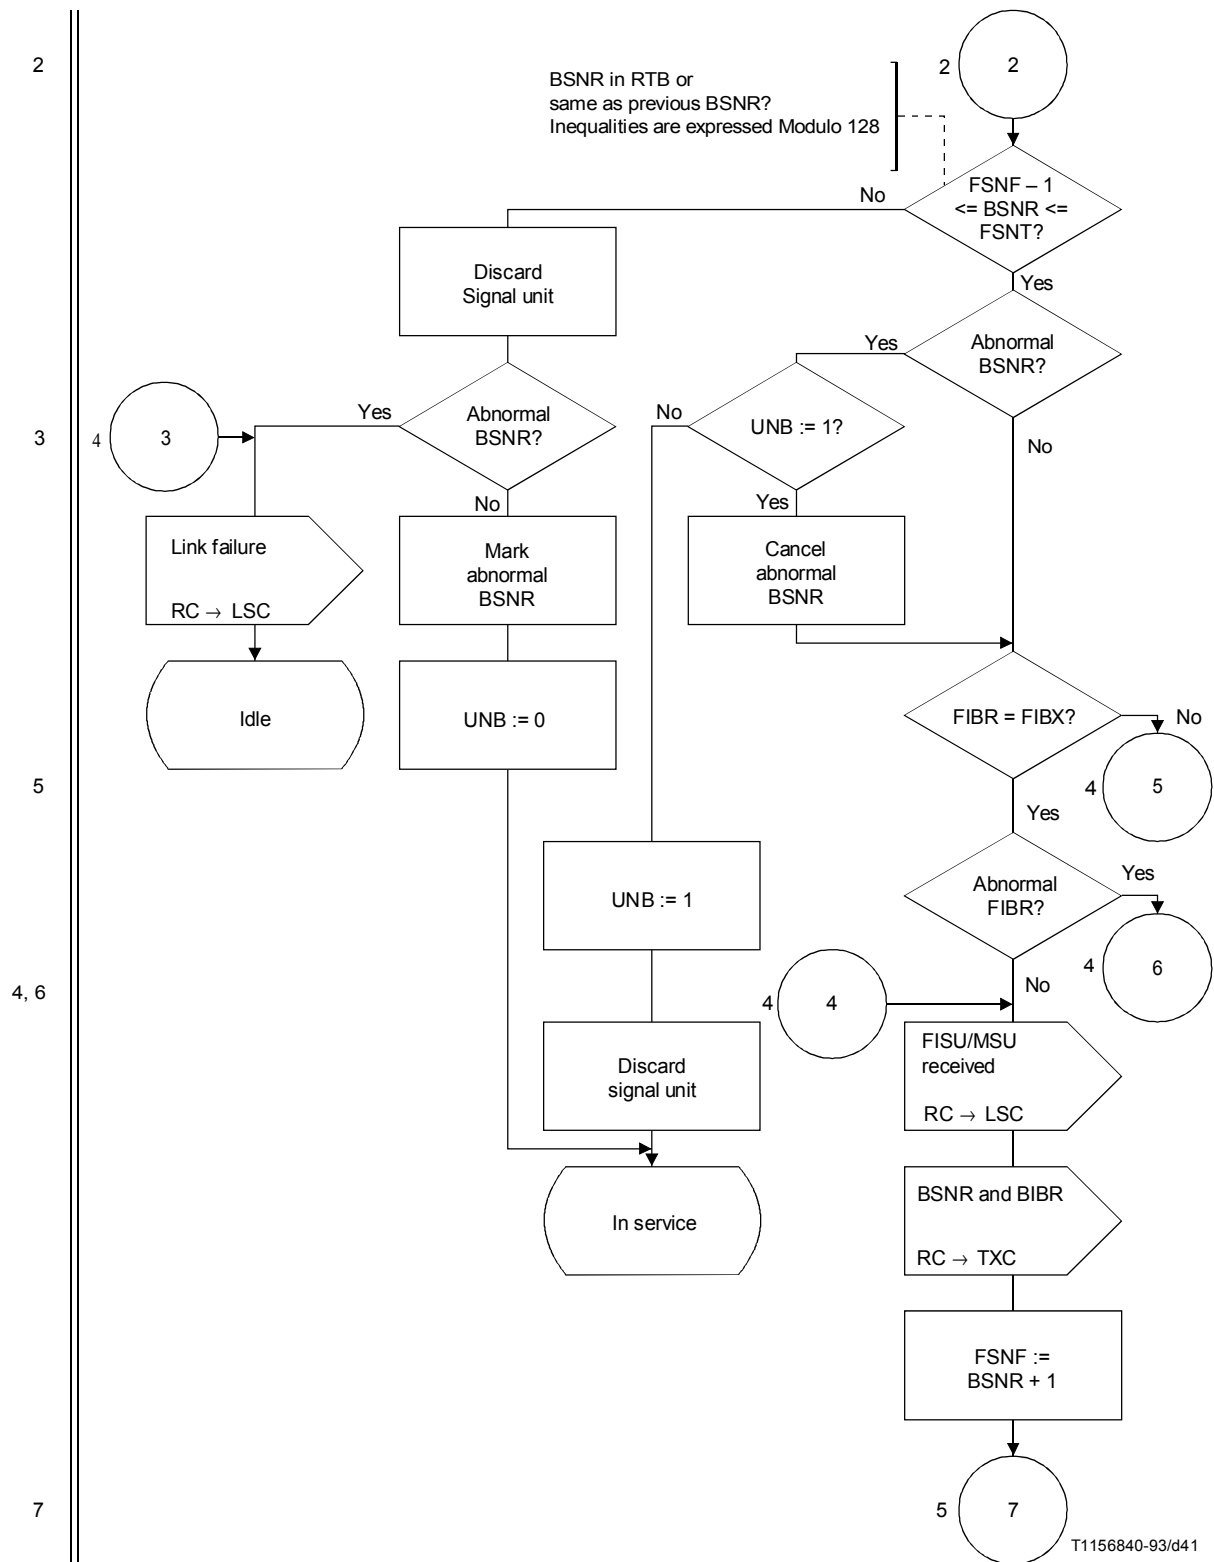 2
2
2
BSNR in RTB or
same as previous BSNR?
Inequalities are expressed Modulo 128
No
FSNF – 1
<= BSNR <=
FSNT?
Yes
Discard
Signal unit
Yes
Abnormal
BSNR?
3
4
3
Yes
Abnormal
BSNR?
No
UNB := 1?
No
No
Yes
Link failure
RC → LSC
Mark
abnormal
BSNR
Cancel
abnormal
BSNR
Idle
UNB := 0
FIBR = FIBX?
No
5
4
5
Yes
UNB := 1
Abnormal
FIBR?
Yes
4
6
4, 6
4
4
No
Discard
signal unit
FISU/MSU
received
RC → LSC
In service
BSNR and BIBR
RC → TXC
FSNF :=
BSNR + 1
7
5
7
T1156840-93/d41